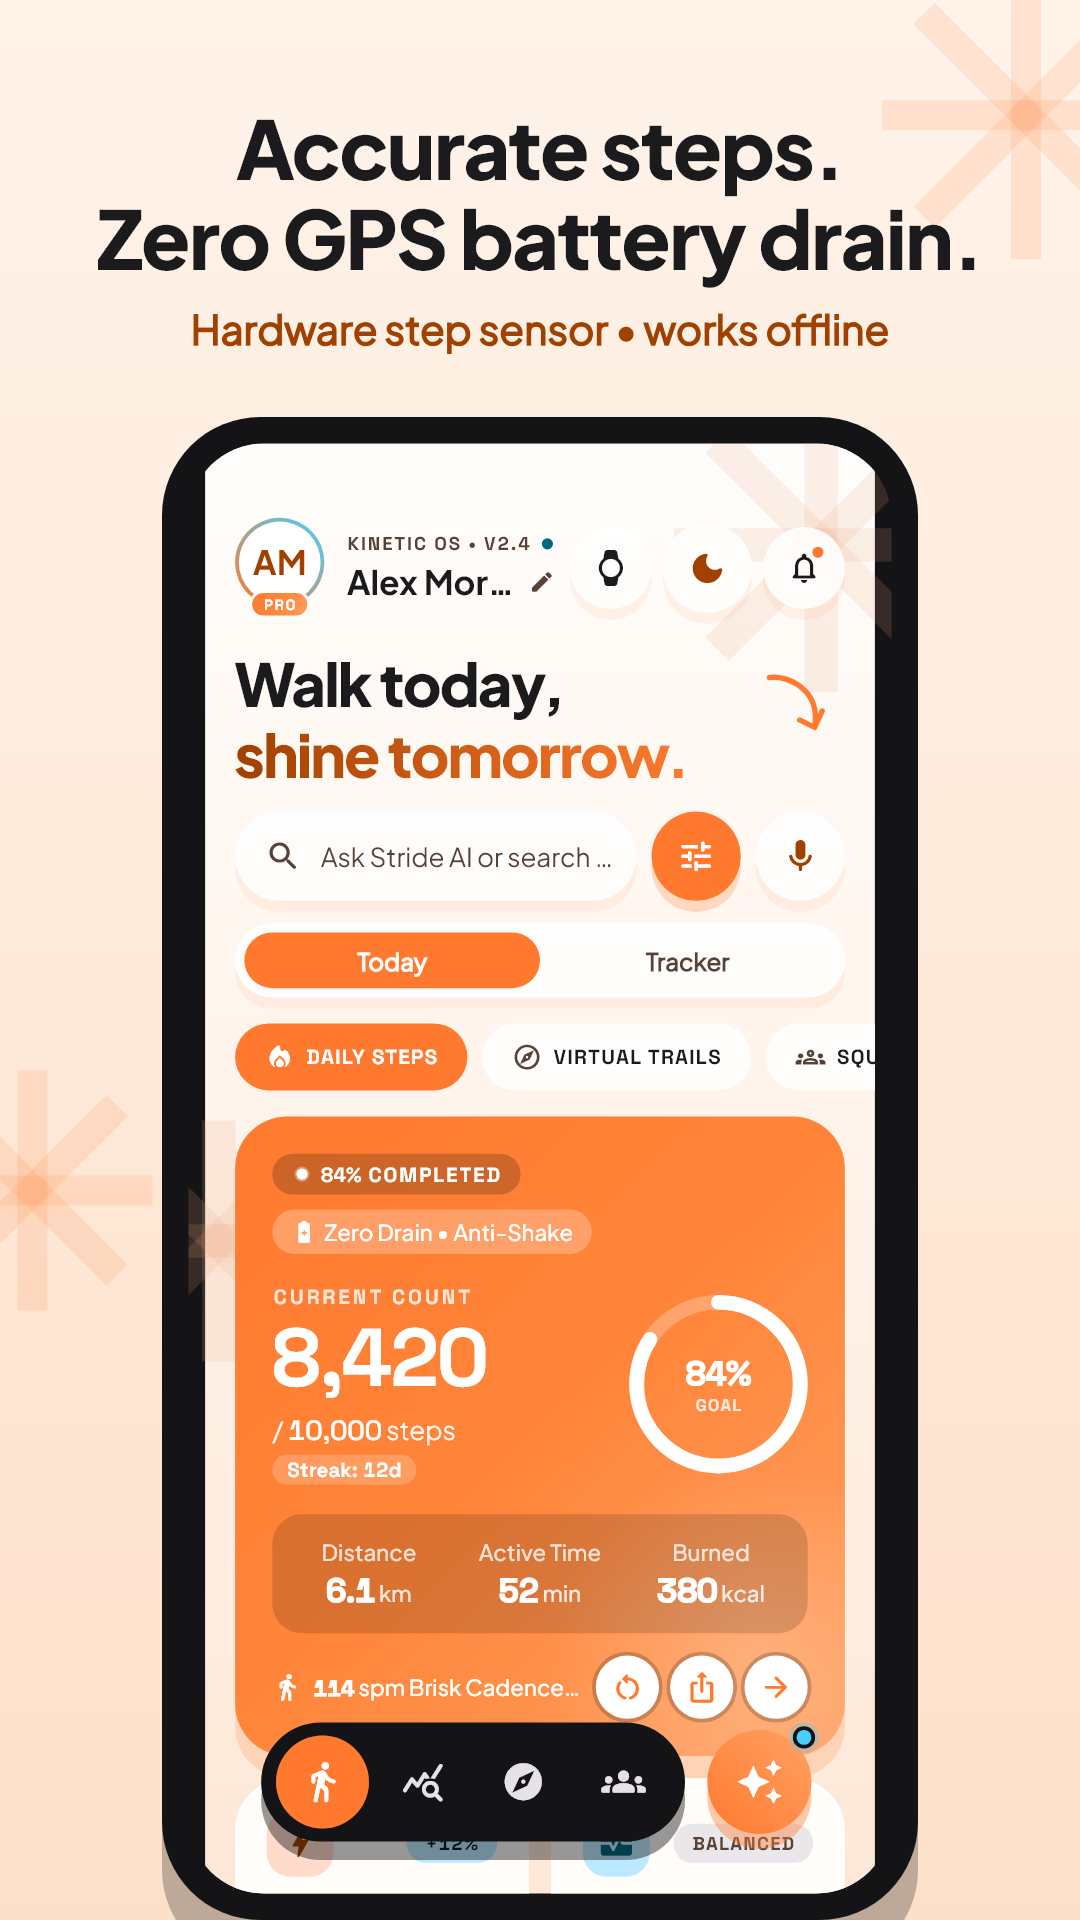 Accurate steps.
Zero GPS battery drain.
Hardware step sensor • works offline
AM
PRO
KINETIC OS • V2.4
Alex Mor...
Walk today,
shine tomorrow.
Ask Stride AI or search ...
Today
Tracker
DAILY STEPS
VIRTUAL TRAILS
SQU
84% COMPLETED
Zero Drain • Anti-Shake
CURRENT COUNT
8,420
/ 10,000 steps
Streak: 12d
84%
GOAL
Distance
Active Time
Burned
6.1 km
52 min
380 kcal
114 spm Brisk Cadence...
+12%
BALANCED